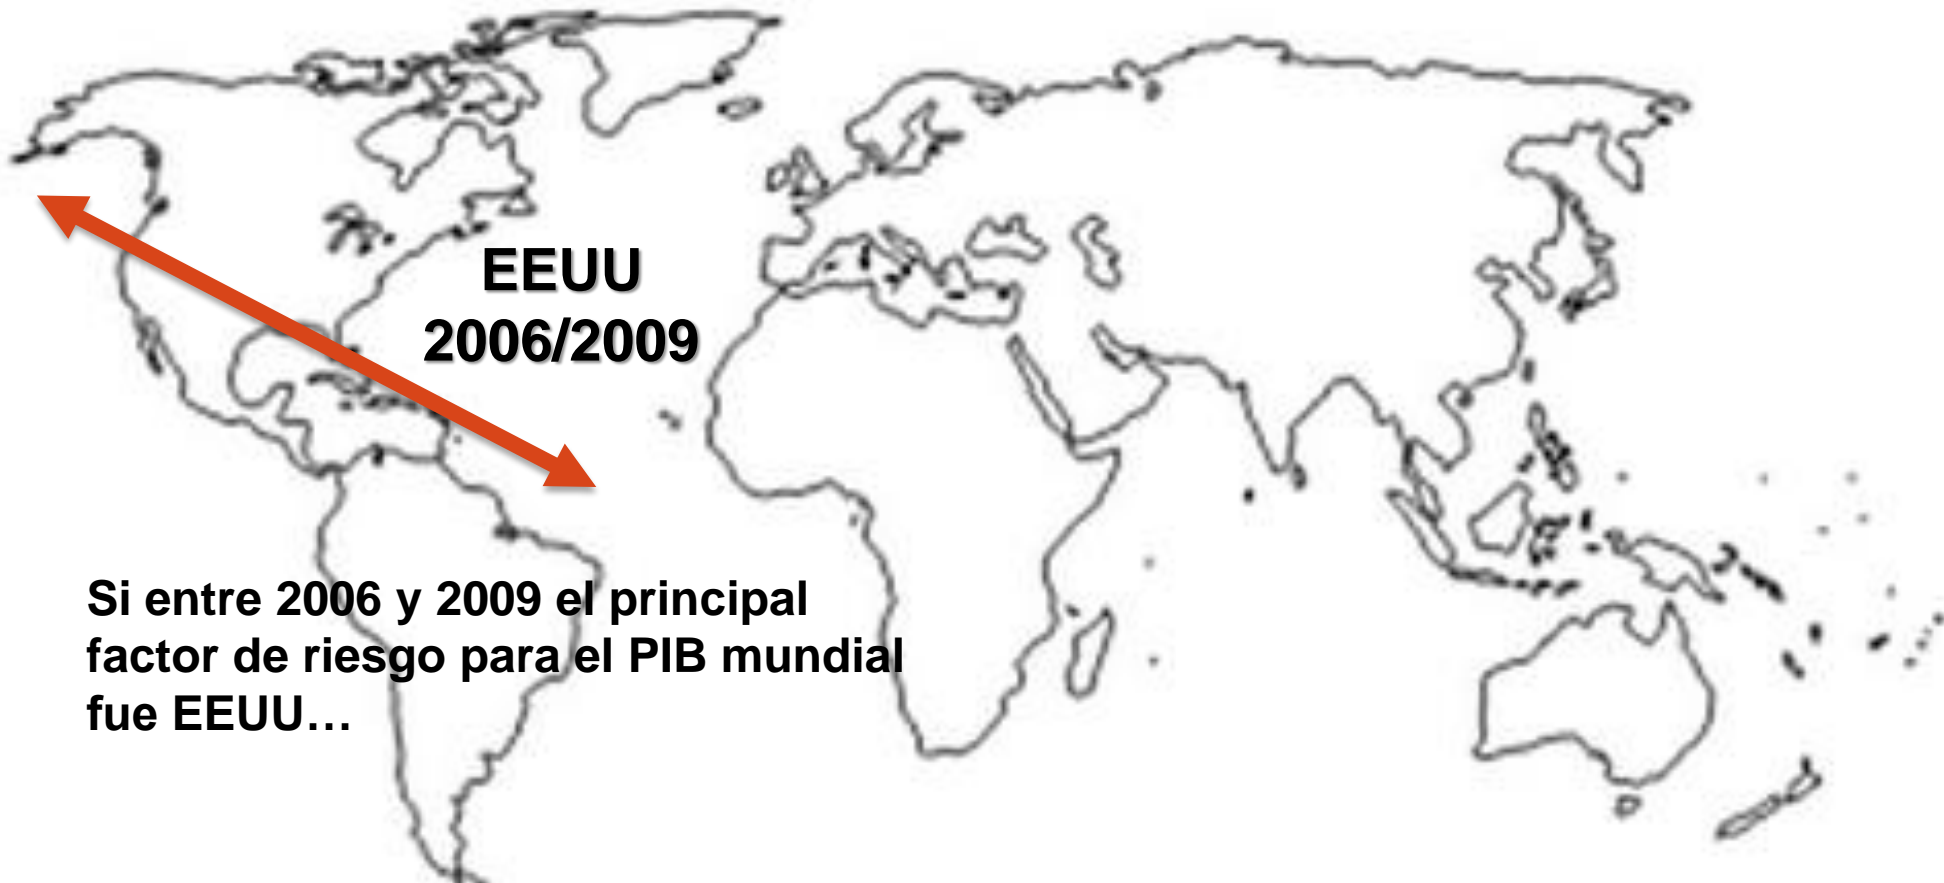 EEUU
2006/2009
Si entre 2006 y 2009 el principal
factor de riesgo para el PIB mundial
fue EEUU…